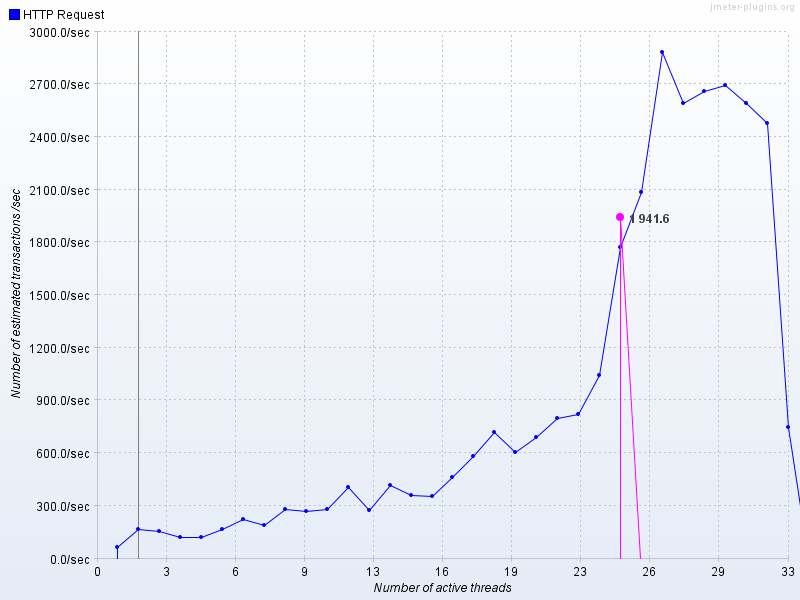 jmeter-plugins.org
HTTP Request
3000.0/sec
2700.0/sec
2400.0/sec
2100.0/sec
1800.0/sec
1500.0/sec
1200.0/sec
900.0/sec
600.0/sec
300.0/sec
0.0/sec
Number of estimated transactions /sec
1 941.6
0 3 6 9 13 16 19 23 26 29 33
Number of active threads